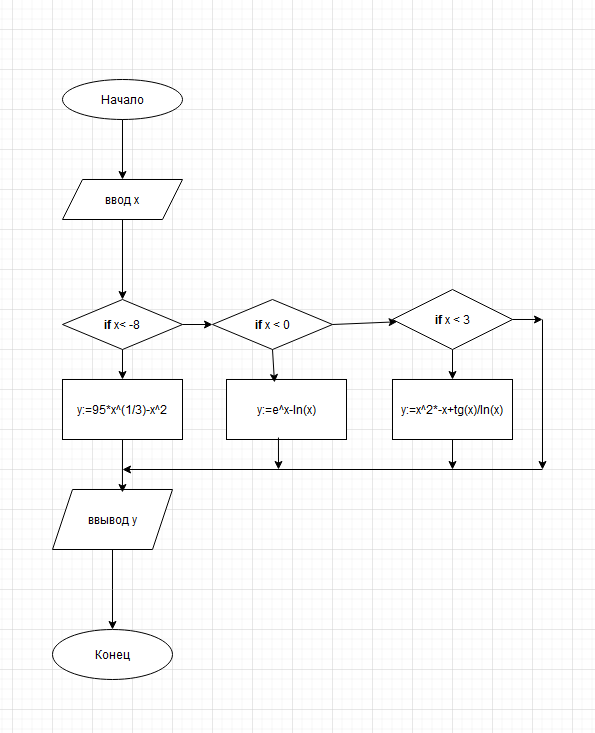 Начало
ввод x
if x< -8
if x < 0
if x < 3
y:=95*x^(1/3)-x^2
y:=e^x-ln(x)
y:=x^2*-x+tg(x)/ln(x)
ввывод y
Конец